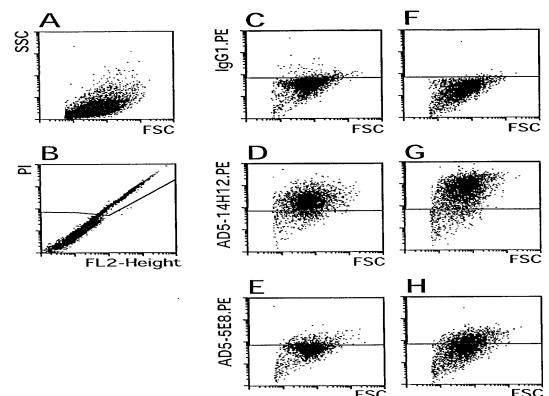 A
SSC
FSC
B
PI
FL2-Height
C
IgG1.PE
FSC
F
FSC
D
AD5-14H12.PE
FSC
G
FSC
E
AD5-5E8.PE
FSC
H
FSC